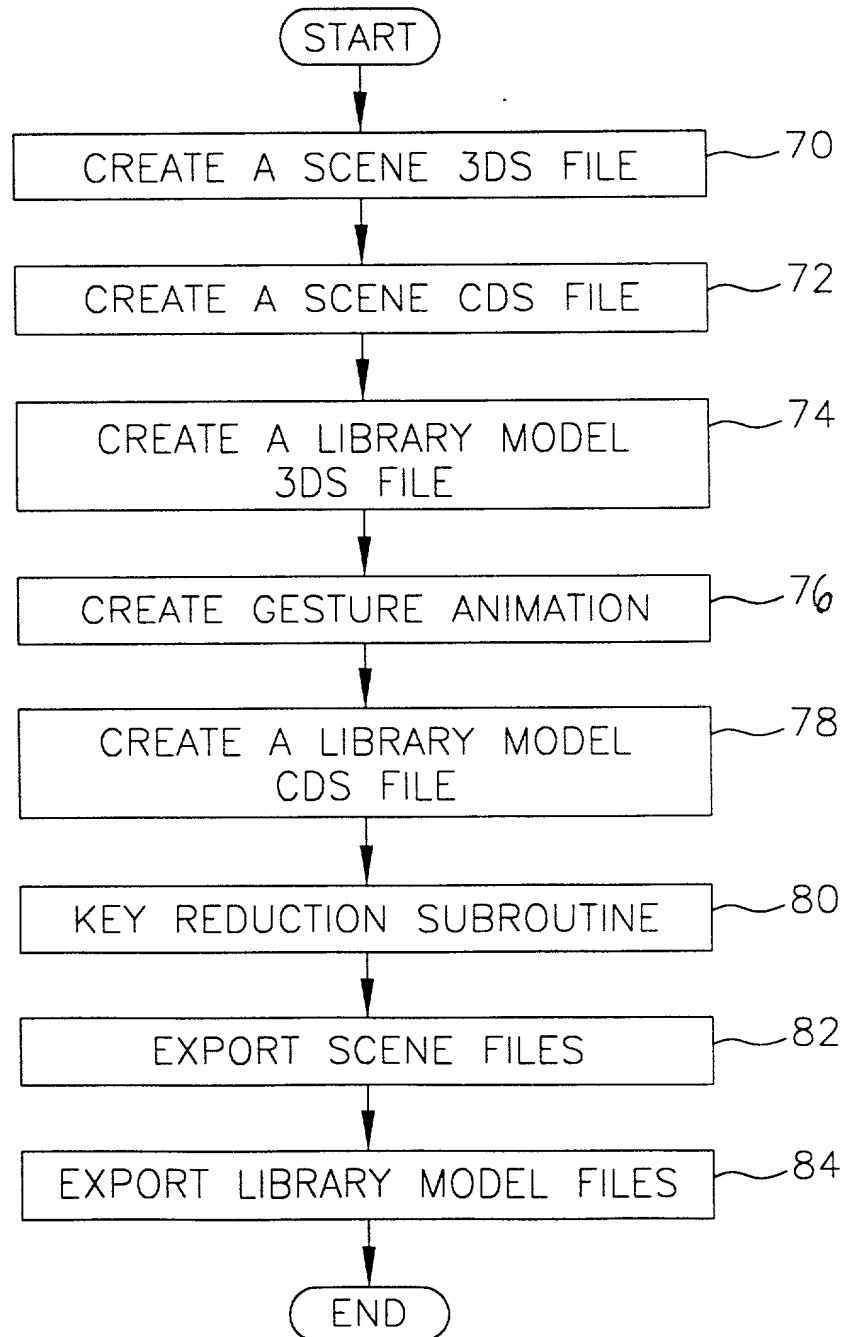 START
CREATE A SCENE 3DS FILE
70
CREATE A SCENE CDS FILE
72
CREATE A LIBRARY MODEL
3DS FILE
74
CREATE GESTURE ANIMATION
76
CREATE A LIBRARY MODEL
CDS FILE
78
KEY REDUCTION SUBROUTINE
80
EXPORT SCENE FILES
82
EXPORT LIBRARY MODEL FILES
84
END